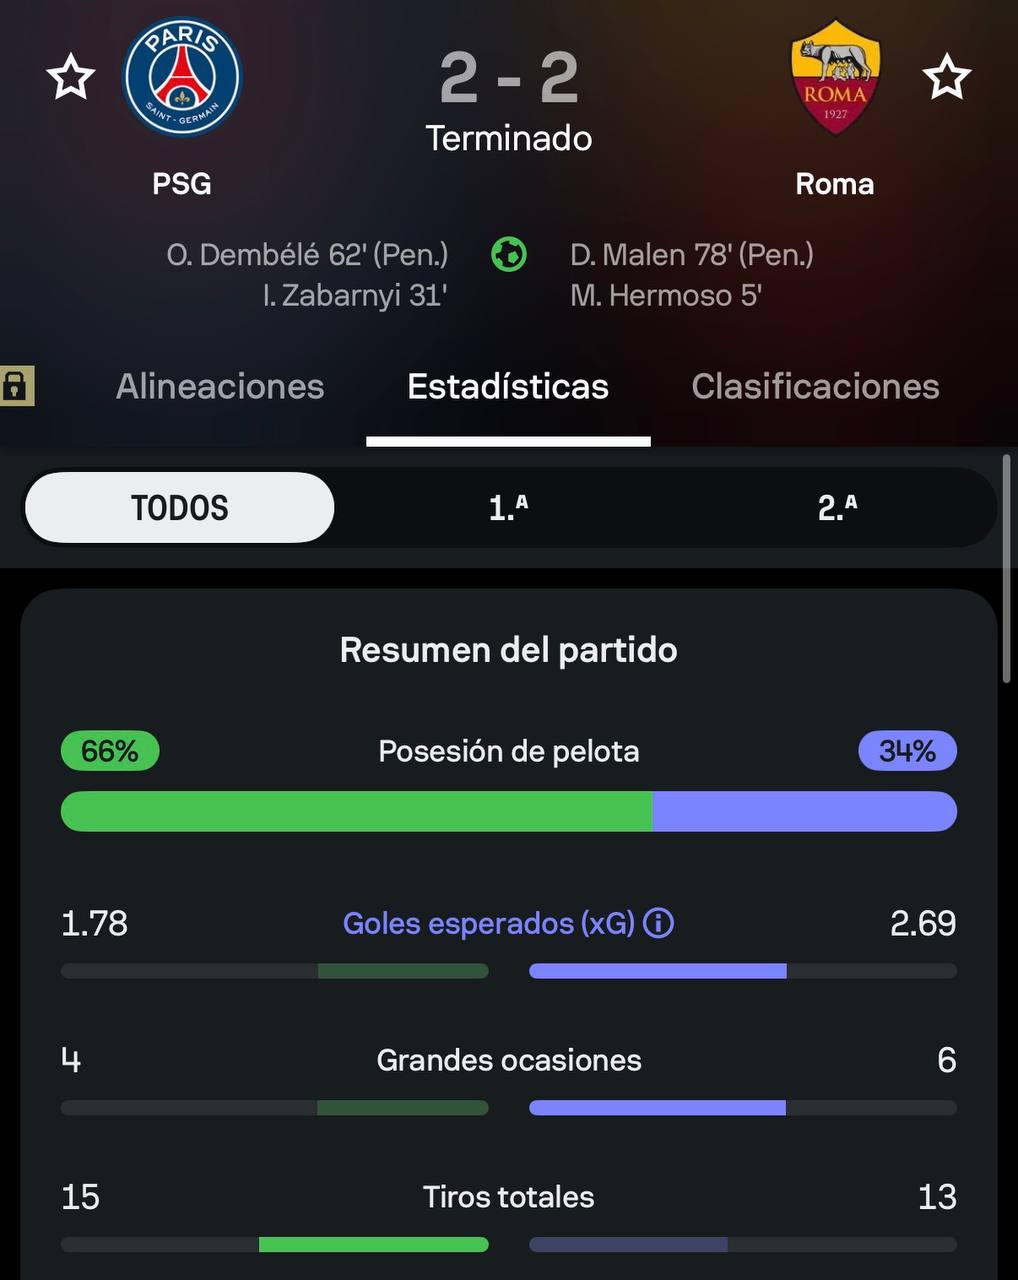 PARIS
SAINT - GERMAIN
2 - 2
Terminado
ROMA
1927
PSG
Roma
O. Dembélé 62' (Pen.)
D. Malen 78' (Pen.)
I. Zabarnyi 31'
M. Hermoso 5'
Alineaciones
Estadísticas
Clasificaciones
TODOS
1.ᴬ
2.ᴬ
Resumen del partido
66%
Posesión de pelota
34%
1.78
Goles esperados (xG)
2.69
4
Grandes ocasiones
6
15
Tiros totales
13